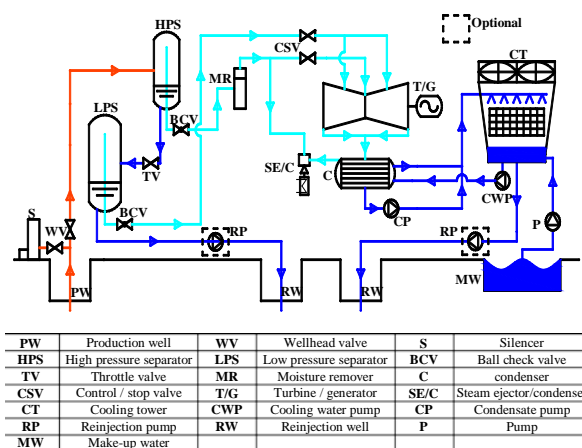 HPS
Optional
CSV
CT
MR
LPS
T/G
BCV
TV
SE/C
C
BCV
CWP
S
WV
CP
P
RP
RP
MW
PW
RW
RW
PW Production well WV Wellhead valve S Silencer
HPS High pressure separator LPS Low pressure separator BCV Ball check valve
TV Throttle valve MR Moisture remover C condenser
CSV Control / stop valve T/G Turbine / generator SE/C Steam ejector/condenser
CT Cooling tower CWP Cooling water pump CP Condensate pump
RP Reinjection pump RW Reinjection well P Pump
MW Make-up water